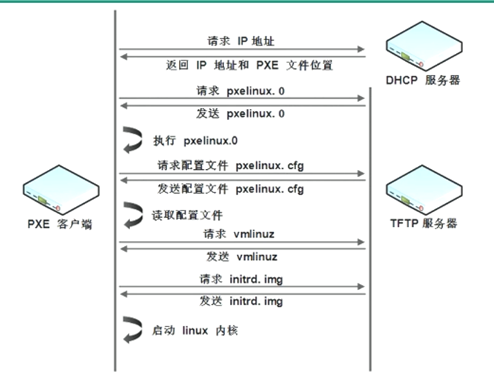 请求 IP 地址
返回 IP 地址和 PXE 文件位置
DHCP 服务器
请求 pxelinux. 0
发送 pxelinux. 0
执行 pxelinux.0
请求配置文件 pxelinux. cfg
发送配置文件 pxelinux. cfg
PXE 客户端
TFTP 服务器
读取配置文件
请求 vmlinuz
发送 vmlinuz
请求 initrd. img
发送 initrd. img
启动 linux 内核